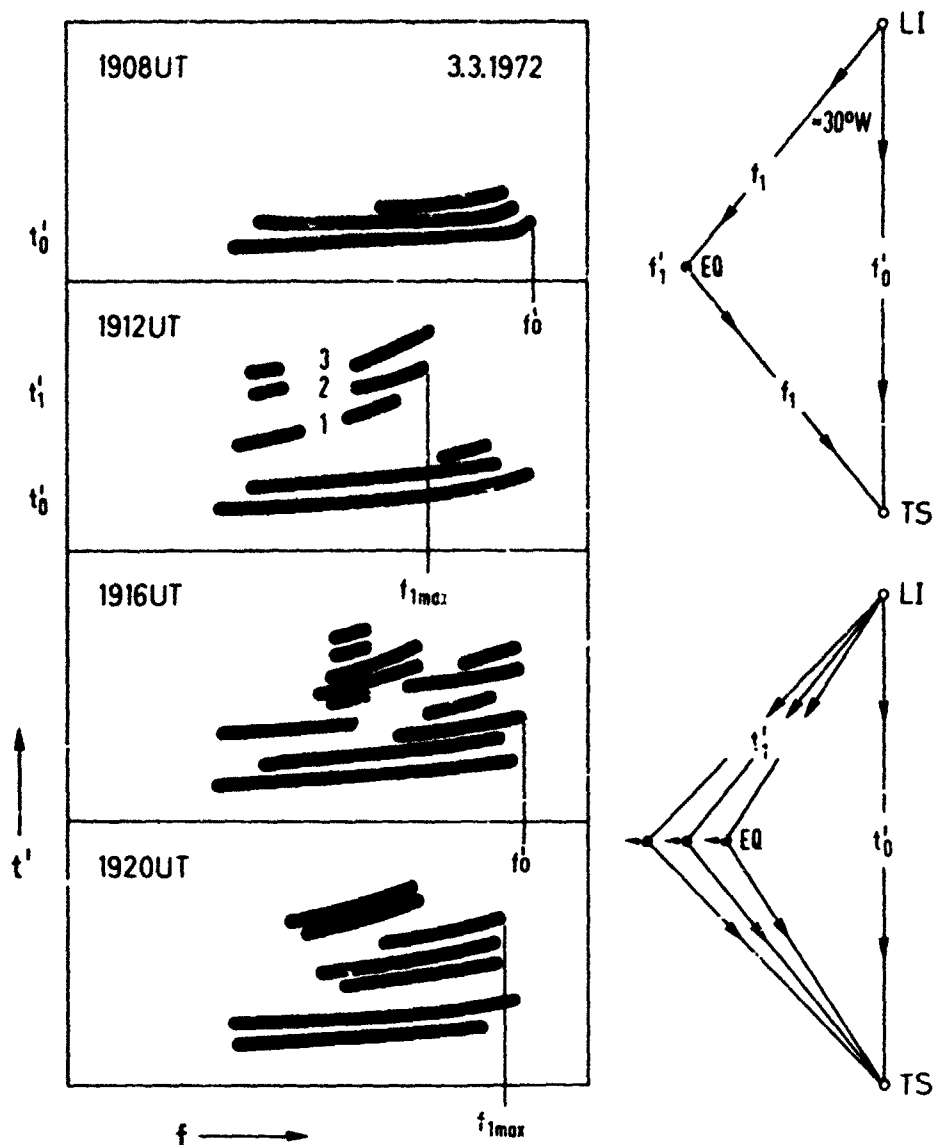 1908UT 3.3.1972
t'0
f'0
1912UT
3
2
1
t'1
t'0
f1max
1916UT
f'0
t'
1920UT
f1max
f
LI
≈30°W
f1
f'1 EQ
f'0
f1
TS
LI
t'1
EQ
t'0
TS